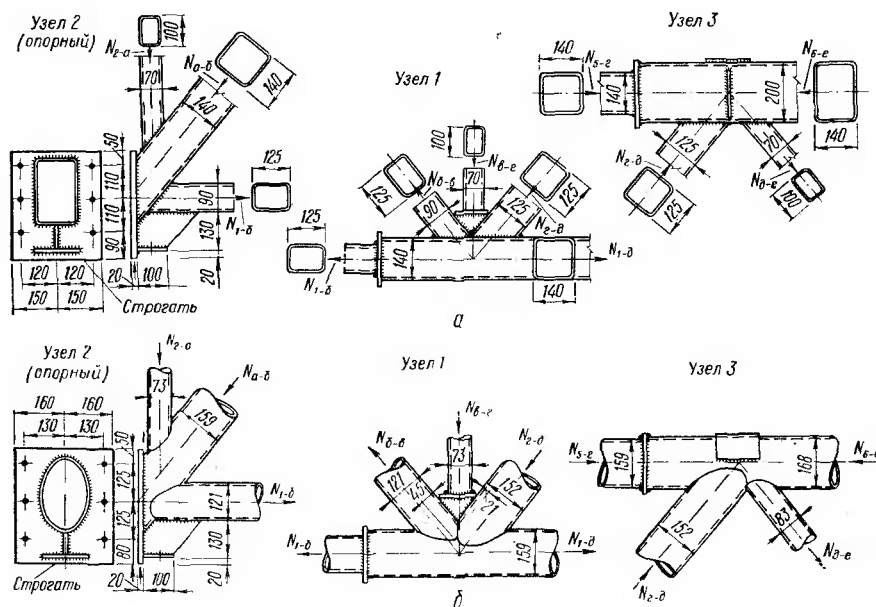 Узел 2
(опорный)
100
N2-а
70
Nа-б
140
140
50
110
110
90
90
130
20
125
N1-б
120 120
150 150
20 100
Строгать
Узел 1
100
Nв-г
70
Nб-в
125
90
125
125
Nг-д
125
N1-б
140
140
N1-д
Узел 3
140
N5-г
140
N6-е
200
140
125
70
Nг-д
Nд-е
125
100
а
Узел 2
(опорный)
160 160
130 130
N2-а
73
Nа-б
159
50
125
125
80
121
130
20
N1-б
20 100
Строгать
Узел 1
Nв-г
73
Nб-в
Nг-д
121
45
21
152
159
N1-б
N1-д
Узел 3
N5-г
159
168
N6-е
152
83
Nг-д
Nд-е
б